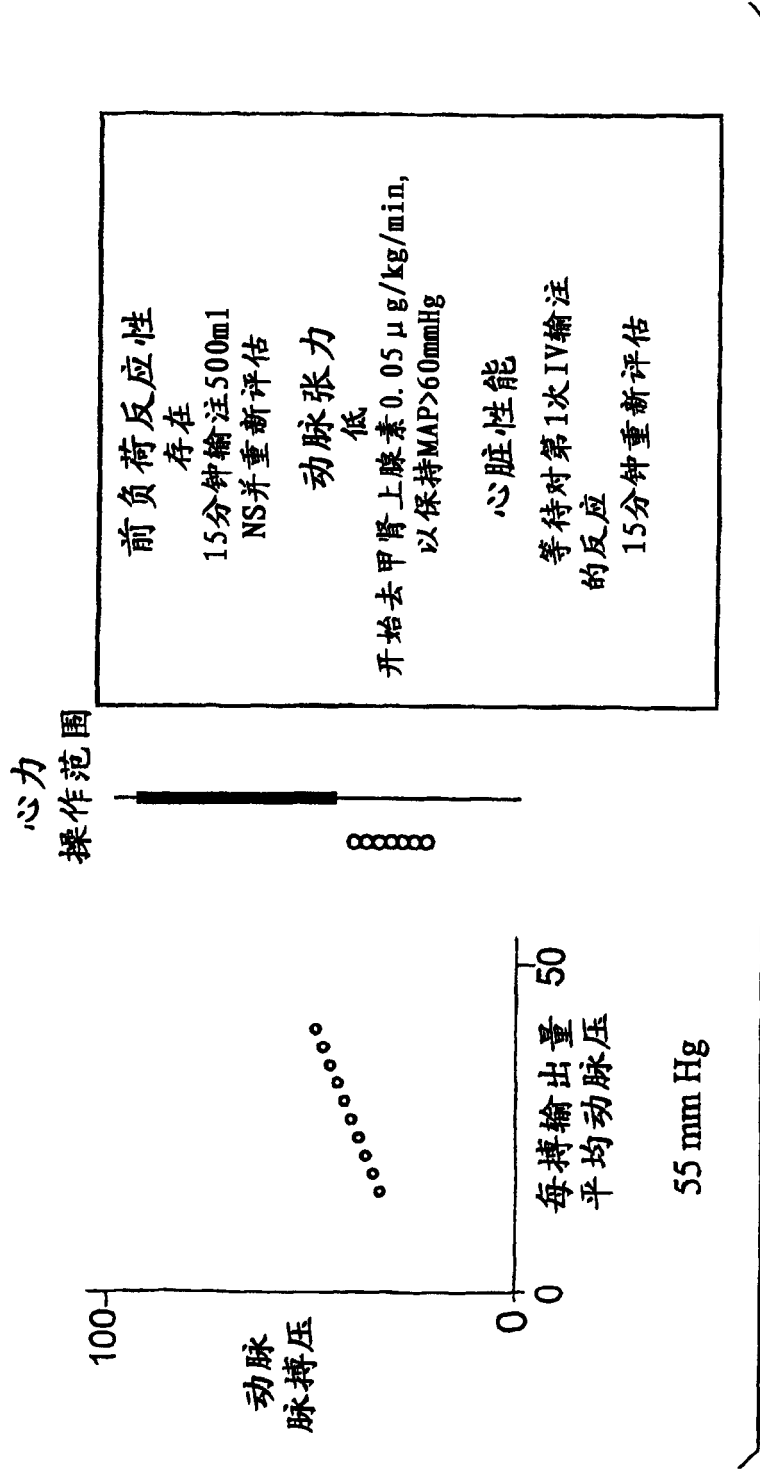 心力
操作范围
100
动脉
脉搏压
0
0
50
每搏输出量
平均动脉压
55 mm Hg
前负荷反应性
存在
15分钟输注500ml
NS并重新评估
动脉张力
低
开始去甲肾上腺素0.05μg/kg/min,
以保持MAP>60mmHg
心脏性能
等待对第1次IV输注
的反应
15分钟重新评估